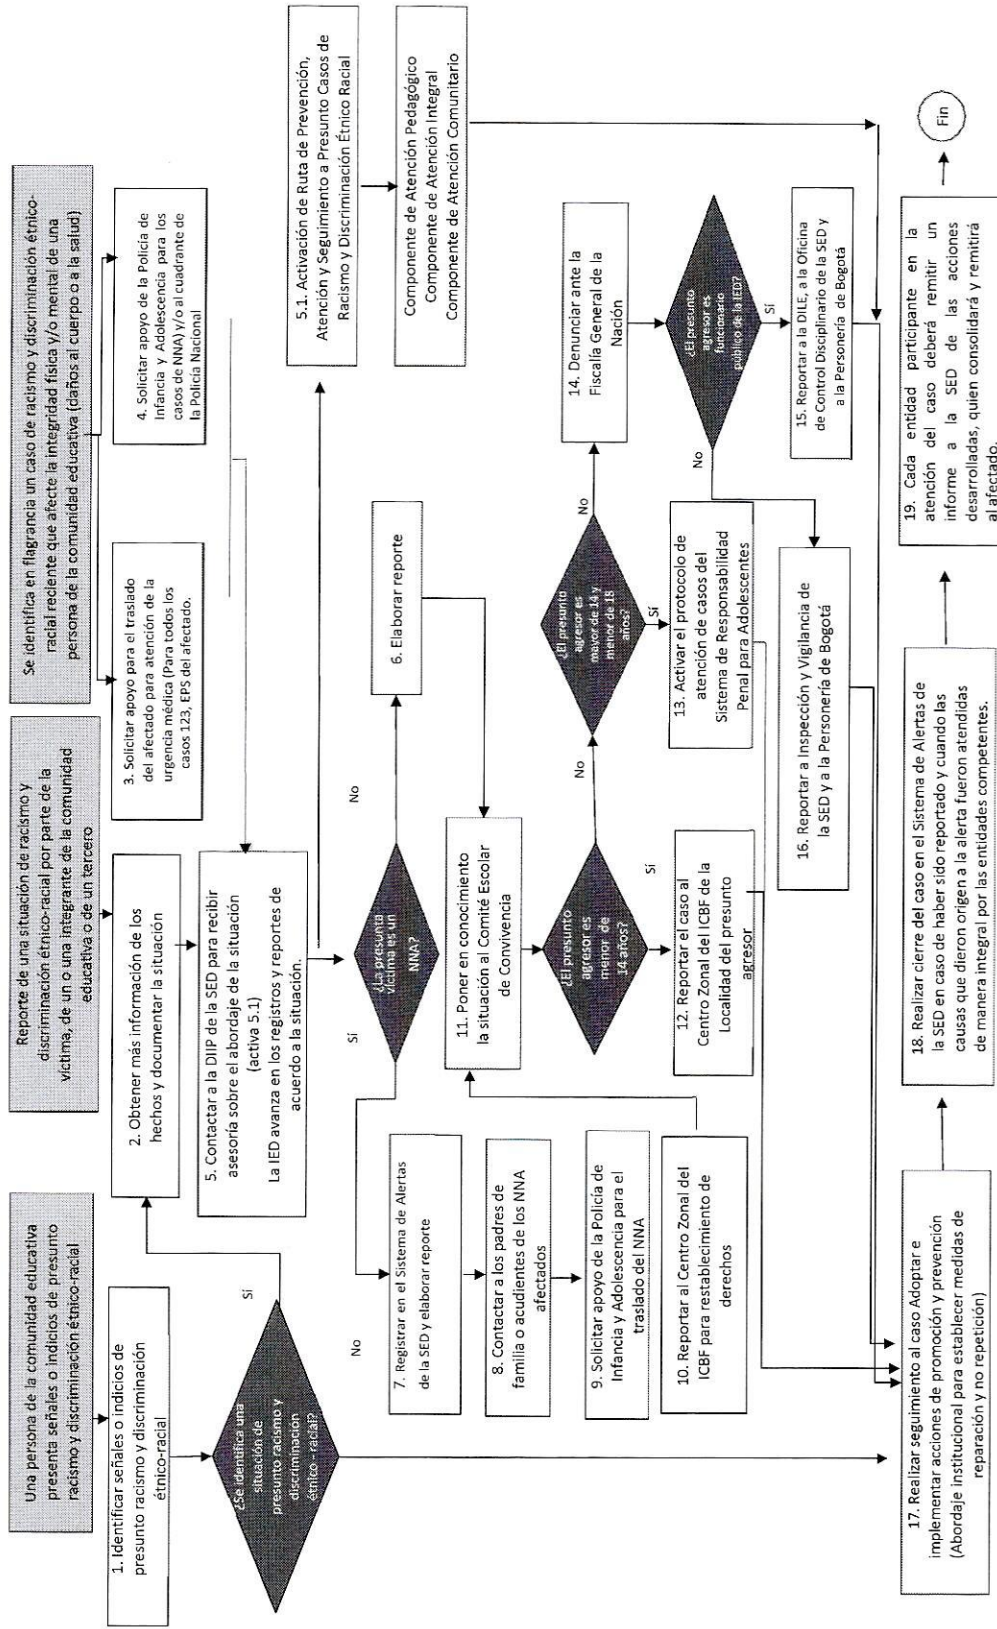 Una persona de la comunidad educativa
presenta señales o indicios de presunto
racismo y discriminación étnico-racial
Reporte de una situación de racismo y
discriminación étnico-racial por parte de la
víctima, de un o una integrante de la comunidad
educativa o de un tercero
Se identifica en flagrancia un caso de racismo y discriminación étnico-
racial reciente que afecte la integridad física y/o mental de una
persona de la comunidad educativa (daños al cuerpo o a la salud)
1. Identificar señales o indicios de
presunto racismo y discriminación
étnico-racial
2. Obtener más información de los
hechos y documentar la situación
3. Solicitar apoyo para el traslado
del afectado para atención de la
urgencia médica (Para todos los
casos 123, EPS del afectado.
4. Solicitar apoyo de la Policía de
Infancia y Adolescencia para los
casos de NNA) y/o al cuadrante de
la Policía Nacional
¿Se identifica una
situación de
presunto racismo y
discriminación
étnico - racial?
Sí
No
5. Contactar a la DIIP de la SED para recibir
asesoría sobre el abordaje de la situación
(activa 5.1)
La IED avanza en los registros y reportes de
acuerdo a la situación.
5.1. Activación de Ruta de Prevención,
Atención y Seguimiento a Presunto Casos de
Racismo y Discriminación Étnico Racial
Componente de Atención Pedagógico
Componente de Atención Integral
Componente de Atención Comunitario
¿La presunta
víctima es un
NNA?
Sí
No
6. Elaborar reporte
7. Registrar en el Sistema de Alertas
de la SED y elaborar reporte
8. Contactar a los padres de
familia o acudientes de los NNA
afectados
9. Solicitar apoyo de la Policía de
Infancia y Adolescencia para el
traslado del NNA
10. Reportar al Centro Zonal del
ICBF para restablecimiento de
derechos
11. Poner en conocimiento
la situación al Comité Escolar
de Convivencia
¿El presunto
agresor es
menor de
14 años?
Sí
No
12. Reportar el caso al
Centro Zonal del ICBF de la
Localidad del presunto
agresor
¿El presunto
agresor es
mayor de 14 y
menor de 18
años?
Sí
No
13. Activar el protocolo de
atención de casos del
Sistema de Responsabilidad
Penal para Adolescentes
14. Denunciar ante la
Fiscalía General de la
Nación
¿El presunto
agresor es
funcionario
público de la IED?
Sí
No
15. Reportar a la DILE, a la Oficina
de Control Disciplinario de la SED y
a la Personería de Bogotá
16. Reportar a Inspección y Vigilancia de
la SED y a la Personería de Bogotá
17. Realizar seguimiento al caso Adoptar e
implementar acciones de promoción y prevención
(Abordaje institucional para establecer medidas de
reparación y no repetición)
18. Realizar cierre del caso en el Sistema de Alertas de
la SED en caso de haber sido reportado y cuando las
causas que dieron origen a la alerta fueron atendidas
de manera integral por las entidades competentes.
19. Cada entidad participante en la
atención del caso deberá remitir un
informe a la SED de las acciones
desarrolladas, quien consolidará y remitirá
al afectado.
Fin